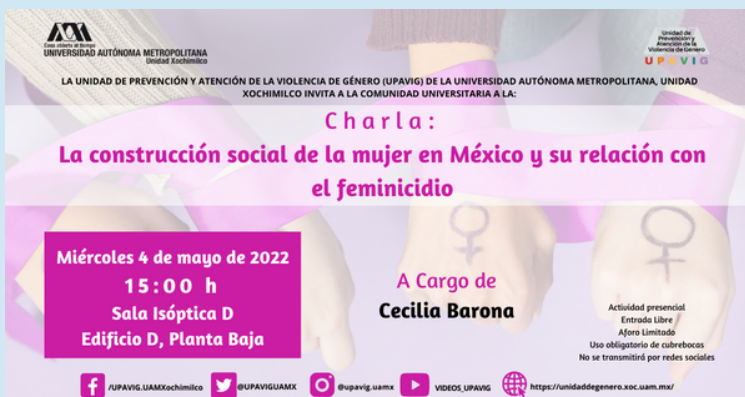 Casa abierta al tiempo
UNIVERSIDAD AUTÓNOMA METROPOLITANA
Unidad Xochimilco
Unidad de
Prevención y
Atención de la
Violencia de Género
UPAVIG
LA UNIDAD DE PREVENCIÓN Y ATENCIÓN DE LA VIOLENCIA DE GÉNERO (UPAVIG) DE LA UNIVERSIDAD AUTÓNOMA METROPOLITANA, UNIDAD
XOCHIMILCO INVITA A LA COMUNIDAD UNIVERSITARIA A LA:
Charla:
La construcción social de la mujer en México y su relación con
el feminicidio
Miércoles 4 de mayo de 2022
15:00 h
Sala Isóptica D
Edificio D, Planta Baja
A Cargo de
Cecilia Barona
Actividad presencial
Entrada Libre
Aforo Limitado
Uso obligatorio de cubrebocas
No se transmitirá por redes sociales
/UPAVIG.UAMXochimilco
@UPAVIGUAMX
@upavig.uamx
VIDEOS_UPAVIG
https://unidaddegenero.xoc.uam.mx/